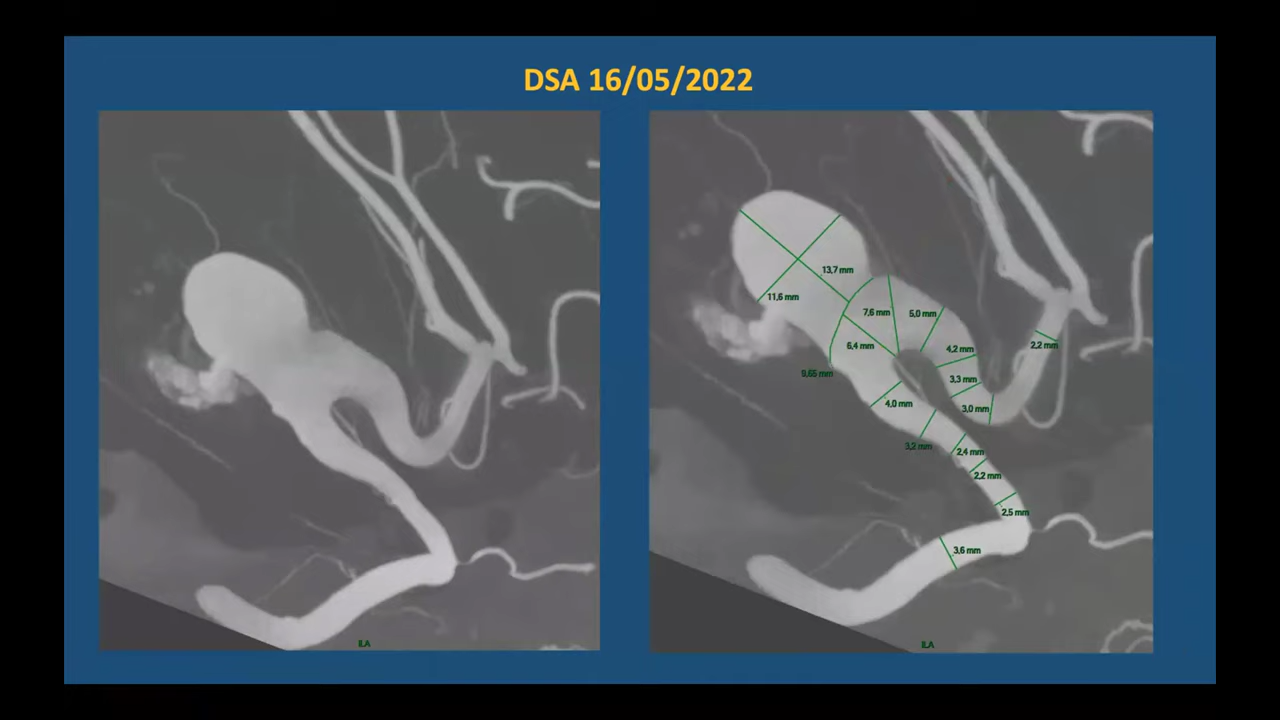 DSA 16/05/2022
13,7 mm
11,6 mm
7,6 mm
5,0 mm
6,4 mm
4,2 mm
2,2 mm
9,65 mm
3,3 mm
4,0 mm
3,0 mm
3,2 mm
2,4 mm
2,2 mm
2,5 mm
3,6 mm
ILA
ILA